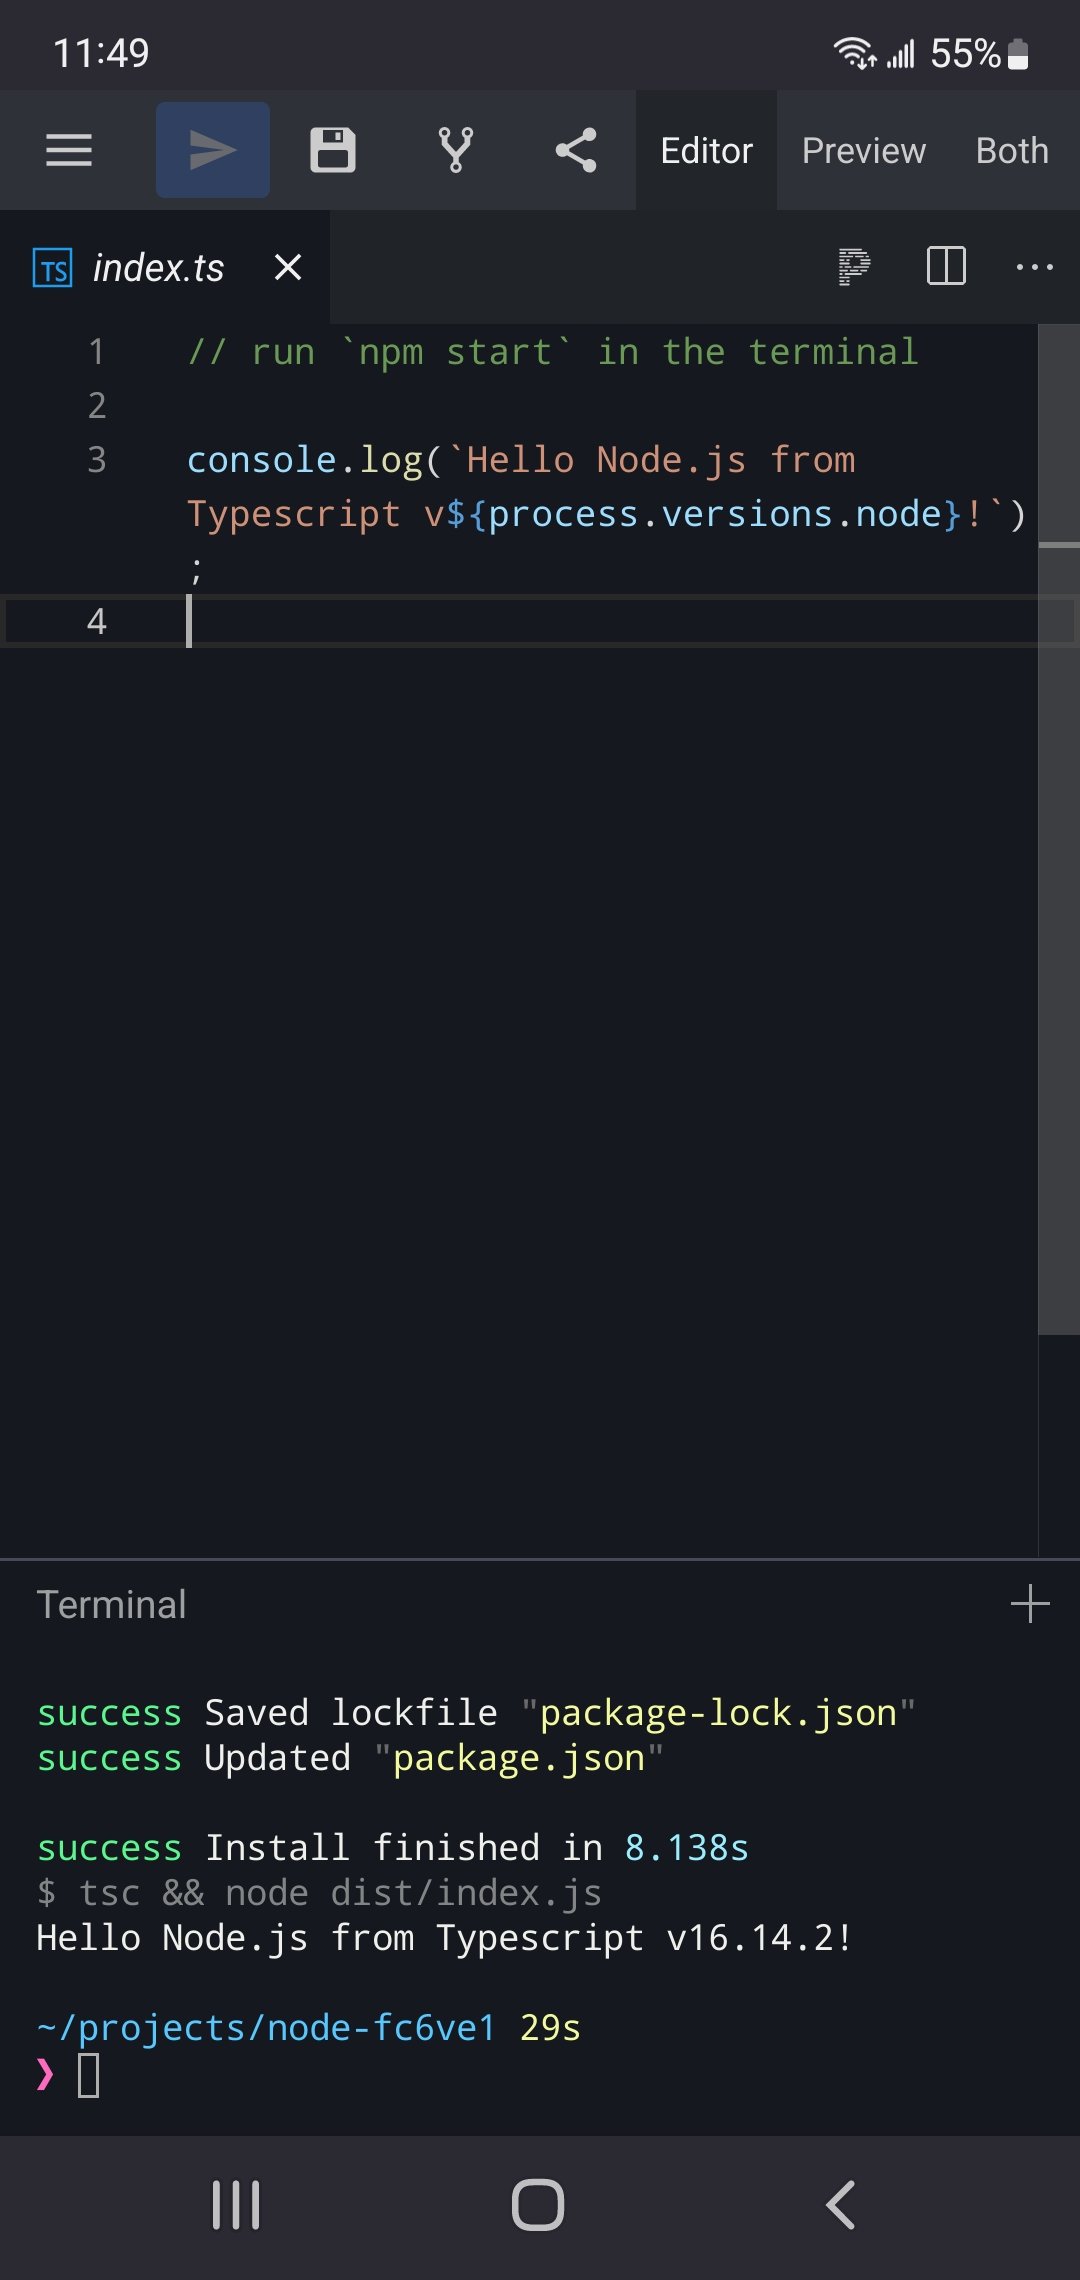 11:49 55%
Editor Preview Both
TS index.ts
1 // run `npm start` in the terminal
2
3 console.log(`Hello Node.js from
Typescript v${process.versions.node}!`)
;
4
Terminal
success Saved lockfile "package-lock.json"
success Updated "package.json"
success Install finished in 8.138s
$ tsc && node dist/index.js
Hello Node.js from Typescript v16.14.2!
~/projects/node-fc6ve1 29s
❯